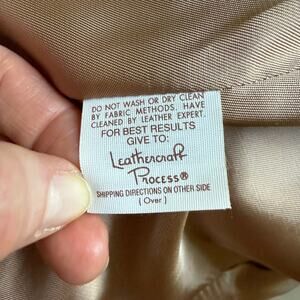 DO NOT WASH OR DRY CLEAN
BY FABRIC METHODS. HAVE
CLEANED BY LEATHER EXPERT.
FOR BEST RESULTS
GIVE TO:
Leathercraft
Process®
SHIPPING DIRECTIONS ON OTHER SIDE
( Over )